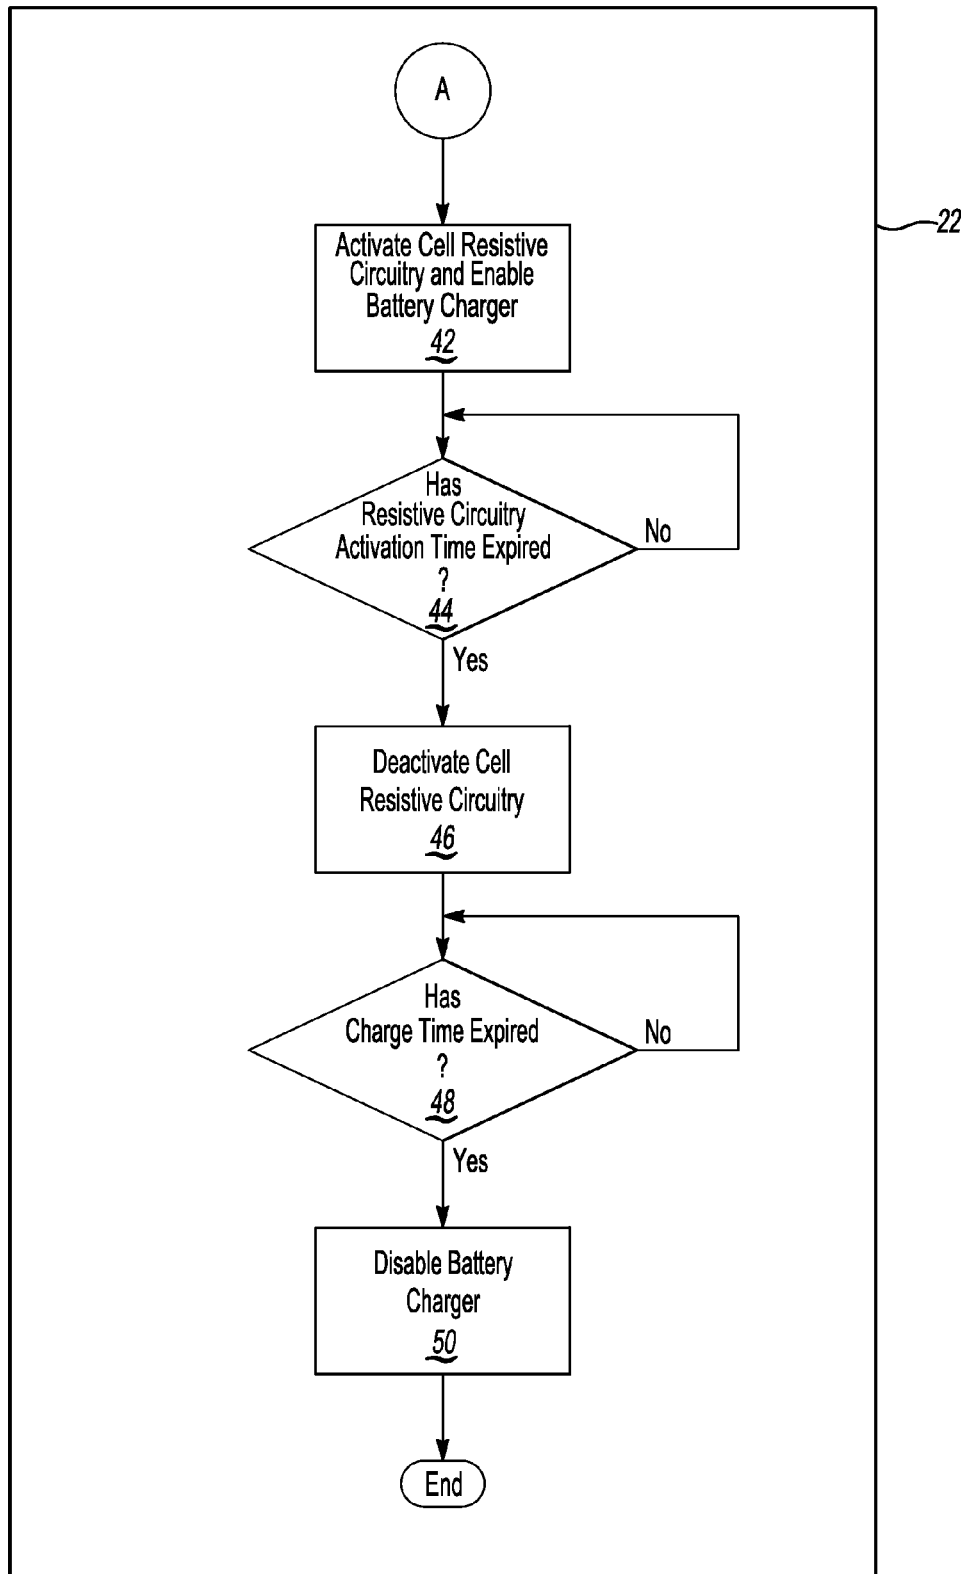 A
22
Activate Cell Resistive
Circuitry and Enable
Battery Charger
42
Has
Resistive Circuitry
Activation Time Expired
?
44
No
Yes
Deactivate Cell
Resistive Circuitry
46
Has
Charge Time Expired
?
48
No
Yes
Disable Battery
Charger
50
End